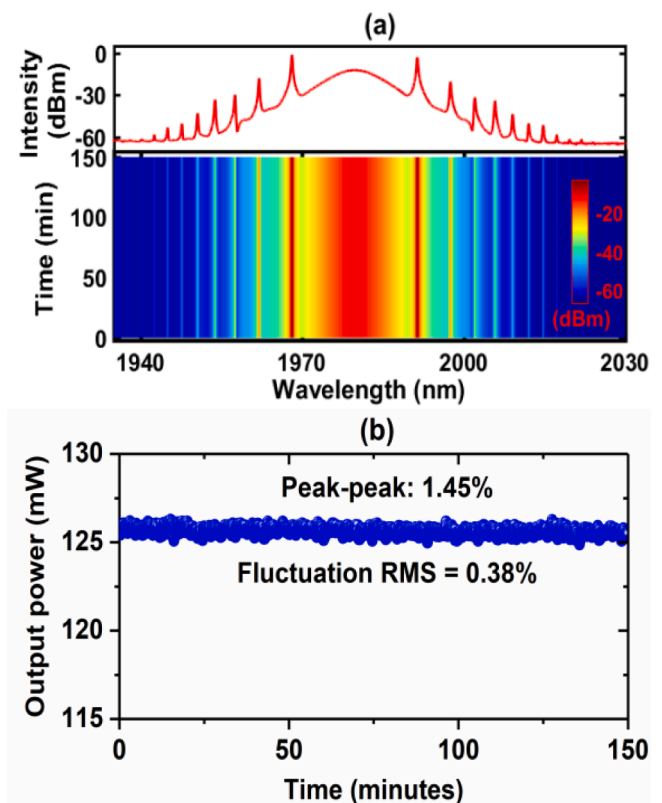 (a)
Intensity
(dBm)
0
-30
-60
Time (min)
150
100
50
0
-20
-40
-60
(dBm)
1940
1970
2000
2030
Wavelength (nm)
(b)
Output power (mW)
130
125
120
115
Peak-peak: 1.45%
Fluctuation RMS = 0.38%
0
50
100
150
Time (minutes)